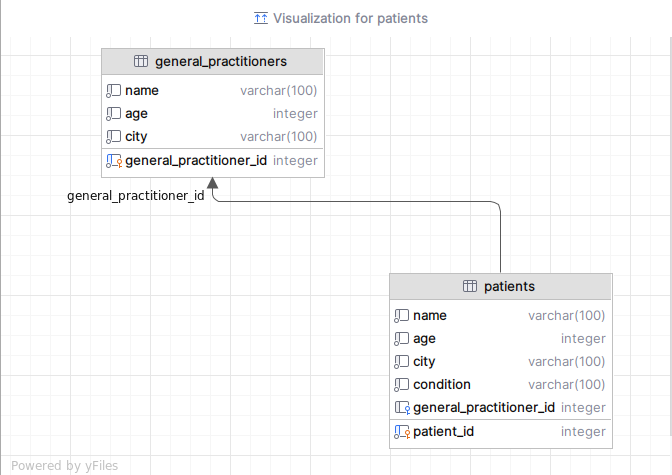 Visualization for patients
general_practitioners
name varchar(100)
age integer
city varchar(100)
general_practitioner_id integer
general_practitioner_id
patients
name varchar(100)
age integer
city varchar(100)
condition varchar(100)
general_practitioner_id integer
patient_id integer
Powered by yFiles